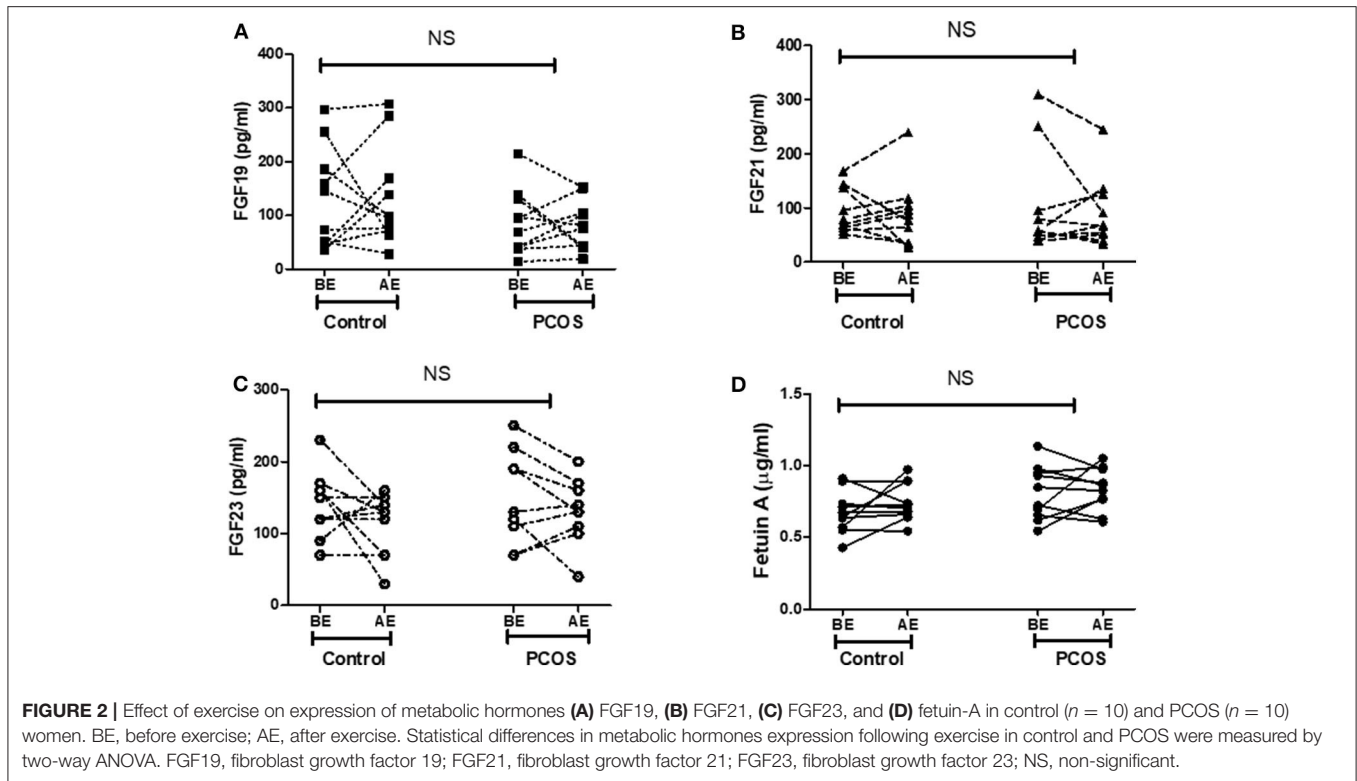 A
NS
FGF19 (pg/ml)
400
300
200
100
0
BE AE BE AE
Control PCOS
B
NS
FGF21 (pg/ml)
400
300
200
100
0
BE AE BE AE
Control PCOS
C
NS
FGF23 (pg/ml)
300
200
100
0
BE AE BE AE
Control PCOS
D
NS
Fetuin A (μg/ml)
1.5
1.0
0.5
0.0
BE AE BE AE
Control PCOS
FIGURE 2 | Effect of exercise on expression of metabolic hormones (A) FGF19, (B) FGF21, (C) FGF23, and (D) fetuin-A in control (n = 10) and PCOS (n = 10)
women. BE, before exercise; AE, after exercise. Statistical differences in metabolic hormones expression following exercise in control and PCOS were measured by
two-way ANOVA. FGF19, fibroblast growth factor 19; FGF21, fibroblast growth factor 21; FGF23, fibroblast growth factor 23; NS, non-significant.